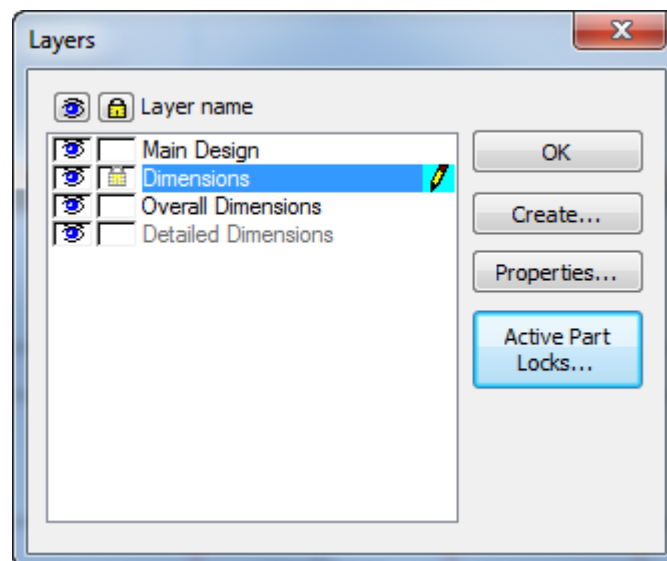 Layers
Layer name
Main Design
Dimensions
Overall Dimensions
Detailed Dimensions
OK
Create...
Properties...
Active Part
Locks...